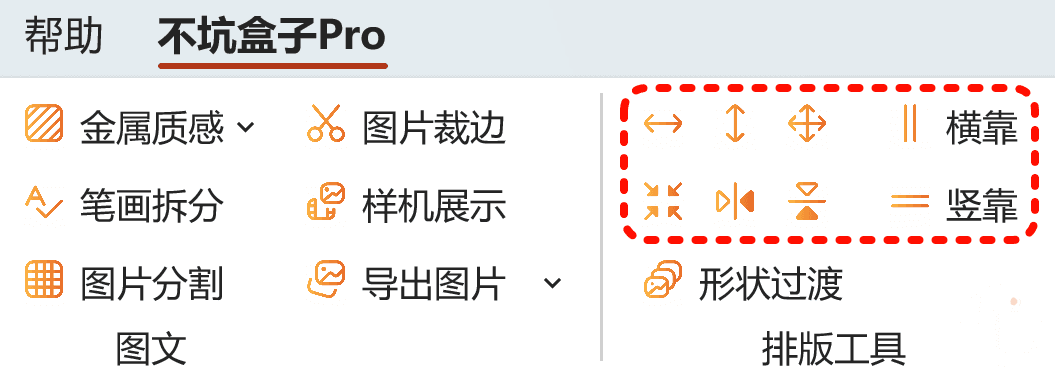 帮助 不坑盒子Pro
金属质感 图片裁边 横靠
笔画拆分 样机展示 竖靠
图片分割 导出图片 形状过渡
图文 排版工具